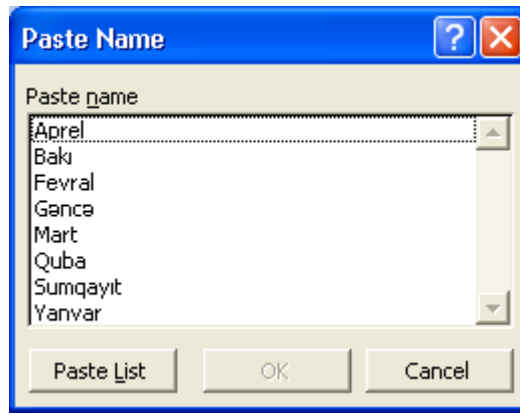 Paste Name
Paste name
Aprel
Bakı
Fevral
Gəncə
Mart
Quba
Sumqayıt
Yanvar
Paste List OK Cancel